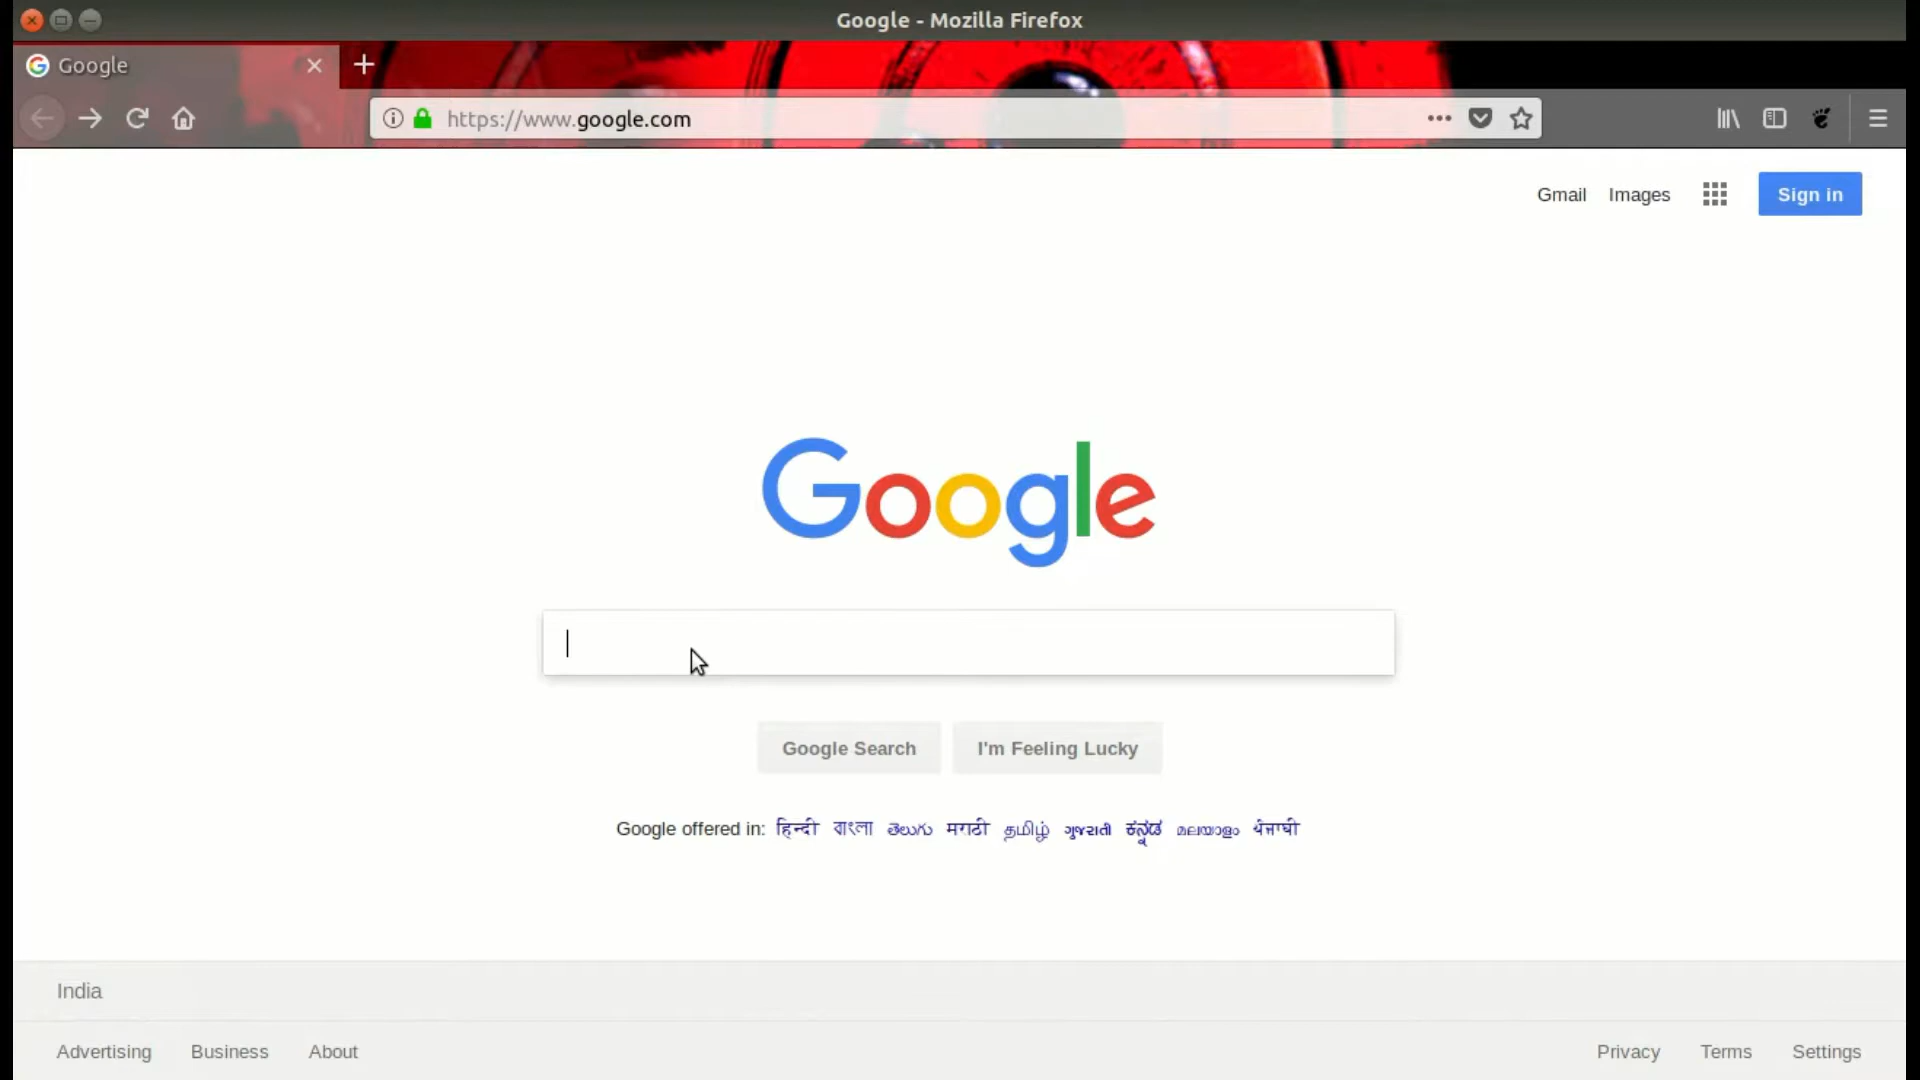 Google - Mozilla Firefox
Google
https://www.google.com
Gmail Images Sign in
Google
Google Search I'm Feeling Lucky
Google offered in: हिन्दी বাংলা తెలుగు मराठी தமிழ் ગુજરાતી ಕನ್ನಡ മലയാളം ਪੰਜਾਬੀ
India
Advertising Business About Privacy Terms Settings